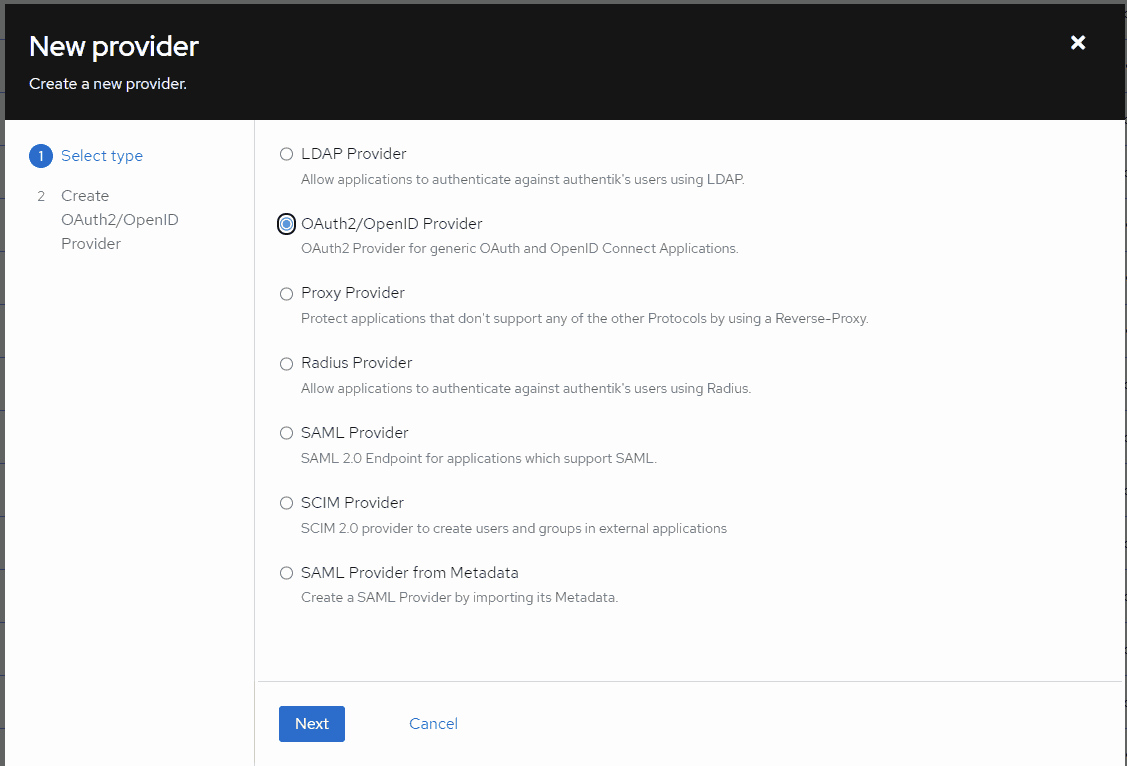 New provider
Create a new provider.
1 Select type
2 Create
OAuth2/OpenID
Provider
LDAP Provider
Allow applications to authenticate against authentik's users using LDAP.
OAuth2/OpenID Provider
OAuth2 Provider for generic OAuth and OpenID Connect Applications.
Proxy Provider
Protect applications that don't support any of the other Protocols by using a Reverse-Proxy.
Radius Provider
Allow applications to authenticate against authentik's users using Radius.
SAML Provider
SAML 2.0 Endpoint for applications which support SAML.
SCIM Provider
SCIM 2.0 provider to create users and groups in external applications
SAML Provider from Metadata
Create a SAML Provider by importing its Metadata.
Next
Cancel